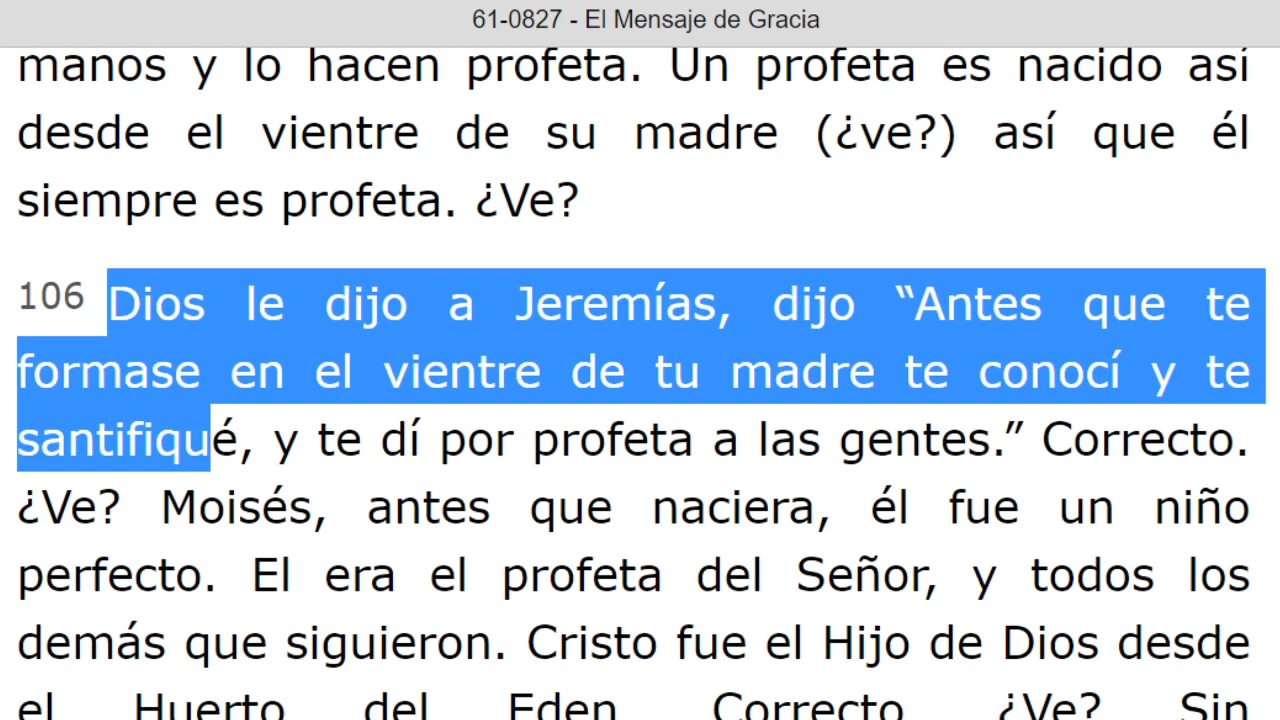 61-0827 - El Mensaje de Gracia
manos y lo hacen profeta. Un profeta es nacido así
desde el vientre de su madre (¿ve?) así que él
siempre es profeta. ¿Ve?
106 Dios le dijo a Jeremías, dijo “Antes que te
formase en el vientre de tu madre te conocí y te
santifiqué, y te dí por profeta a las gentes.” Correcto.
¿Ve? Moisés, antes que naciera, él fue un niño
perfecto. El era el profeta del Señor, y todos los
demás que siguieron. Cristo fue el Hijo de Dios desde
el Huerto del Eden. Correcto. ¿Ve? Sin